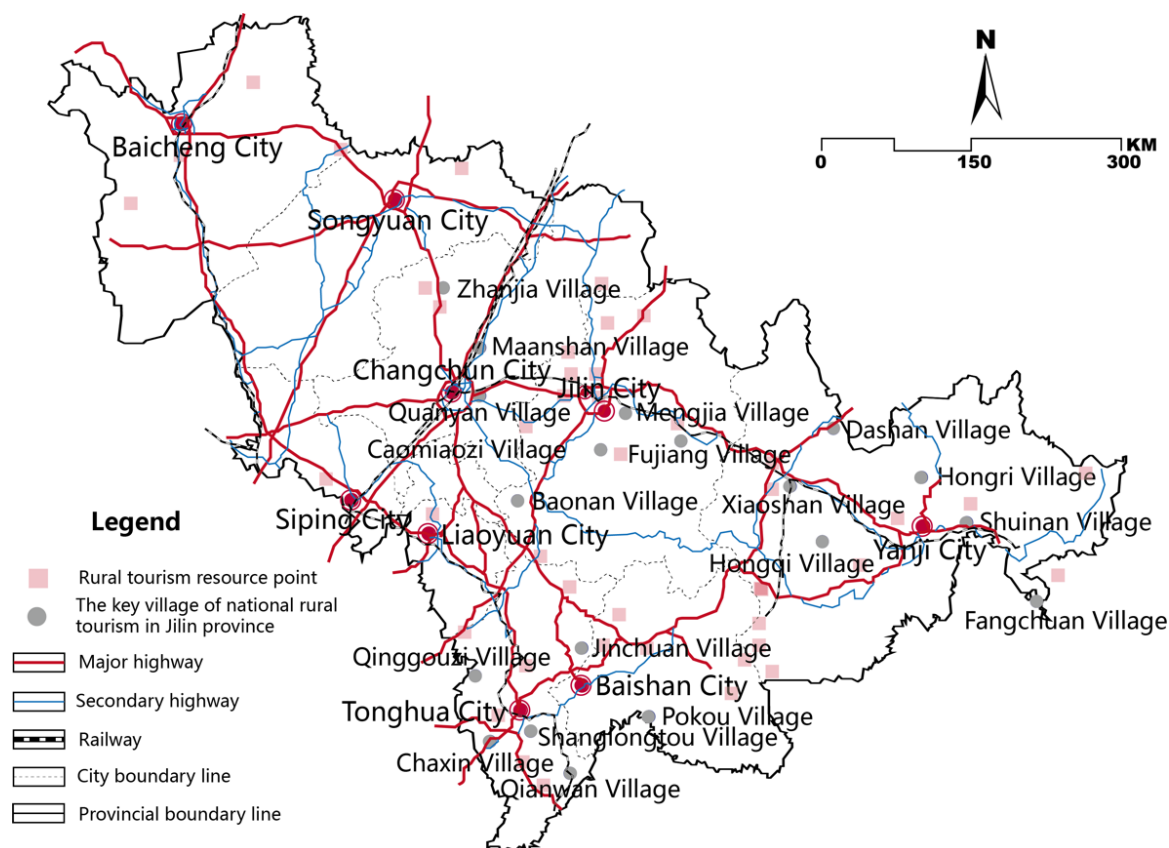 N
KM
0
150
300
Baicheng City
Songyuan City
Zhanjia Village
Maanshan Village
Changchun City
Jilin City
Quanyan Village
Mengjia Village
Dashan Village
Caomiaozi Village
Fujiang Village
Hongri Village
Baonan Village
Xiaoshan Village
Siping City
Shuinan Village
Liaoyuan City
Yanji City
Hongqi Village
Fangchuan Village
Jinchuan Village
Qinggouzi Village
Baishan City
Tonghua City
Pokou Village
Shanglongtou Village
Chaxin Village
Qianwan Village
Legend
Rural tourism resource point
The key village of national rural
tourism in Jilin province
Major highway
Secondary highway
Railway
City boundary line
Provincial boundary line